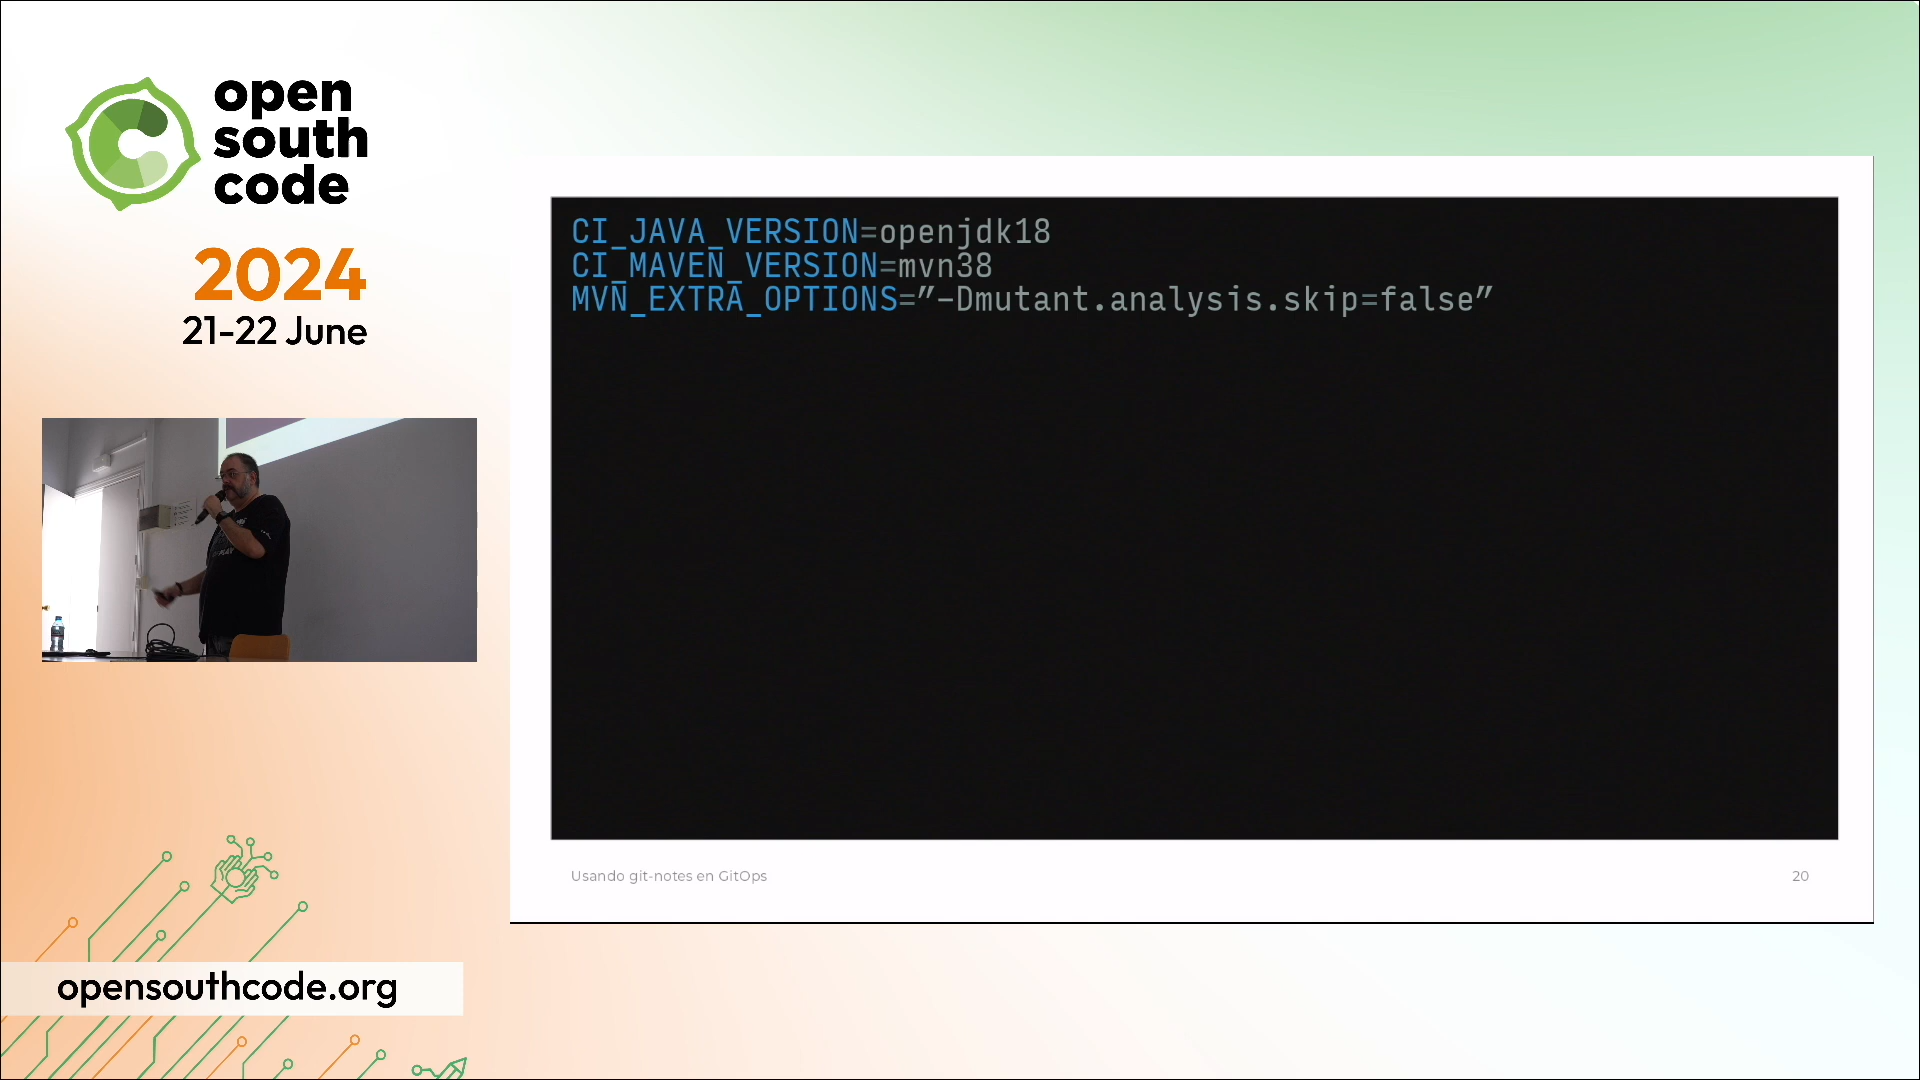 open
south
code
2024
21-22 June
CI_JAVA_VERSION=openjdk18
CI_MAVEN_VERSION=mvn38
MVN_EXTRA_OPTIONS=”-Dmutant.analysis.skip=false”
Usando git-notes en GitOps
20
opensouthcode.org